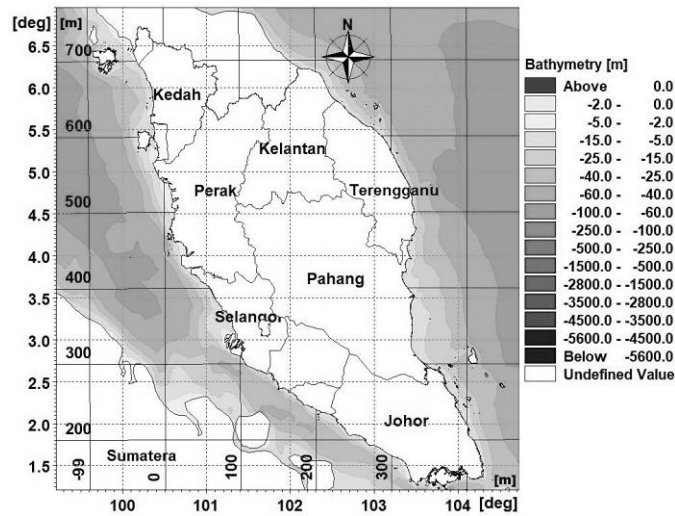 [deg] [m]
N
6.5
700
6.0
Kedah
5.5
600
Kelantan
5.0
Perak
Terengganu
500
4.5
4.0
Pahang
400
3.5
Selangor
3.0
300
2.5
2.0
Johor
200
Sumatera
1.5
-99
0
100
200
300
[m]
100 101 102 103 104 [deg]
Bathymetry [m]
Above 0.0
-2.0 - 0.0
-5.0 - -2.0
-15.0 - -5.0
-25.0 - -15.0
-40.0 - -25.0
-60.0 - -40.0
-100.0 - -60.0
-250.0 - -100.0
-500.0 - -250.0
-1500.0 - -500.0
-2800.0 - -1500.0
-3500.0 - -2800.0
-4500.0 - -3500.0
-5600.0 - -4500.0
Below -5600.0
Undefined Value